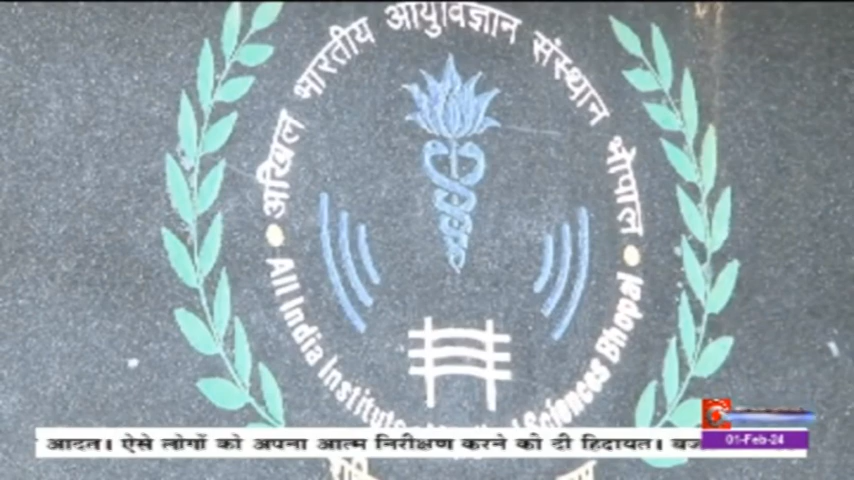 अखिल भारतीय आयुर्विज्ञान संस्थान भोपाल
All India Institute Sciences Bhopal
आदत। ऐसे लोगों को अपना आत्म निरीक्षण करने को दी हिदायत।
01-Feb-24